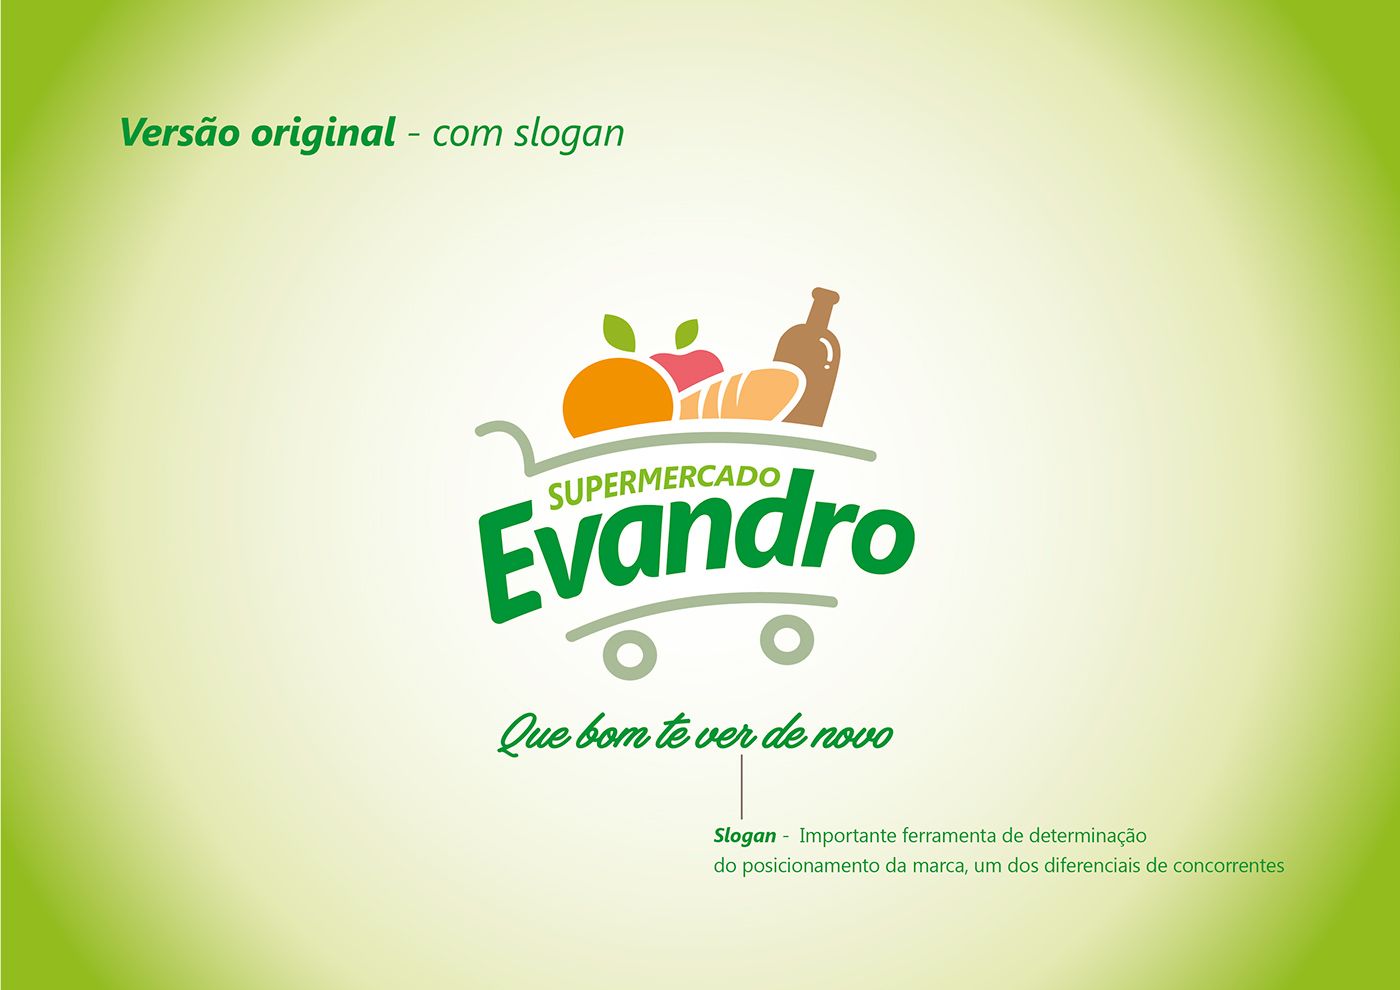 Versão original - com slogan
SUPERMERCADO
Evandro
Que bom te ver de novo
Slogan - Importante ferramenta de determinação
do posicionamento da marca, um dos diferenciais de concorrentes